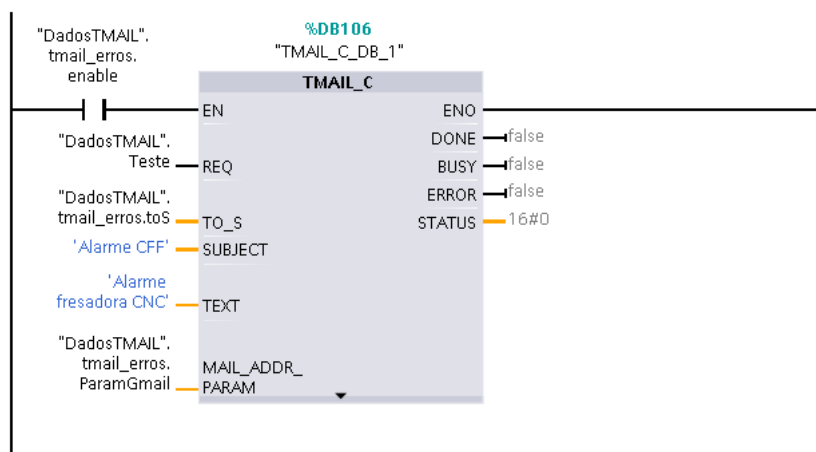 "DadosTMAIL".
tmail_erros.
enable
%DB106
"TMAIL_C_DB_1"
TMAIL_C
EN
ENO
DONE
false
"DadosTMAIL".
Teste
REQ
BUSY
false
ERROR
false
"DadosTMAIL".
tmail_erros.toS
TO_S
STATUS
16#0
'Alarme CFF'
SUBJECT
'Alarme
fresadora CNC'
TEXT
"DadosTMAIL".
tmail_erros.
ParamGmail
MAIL_ADDR_
PARAM